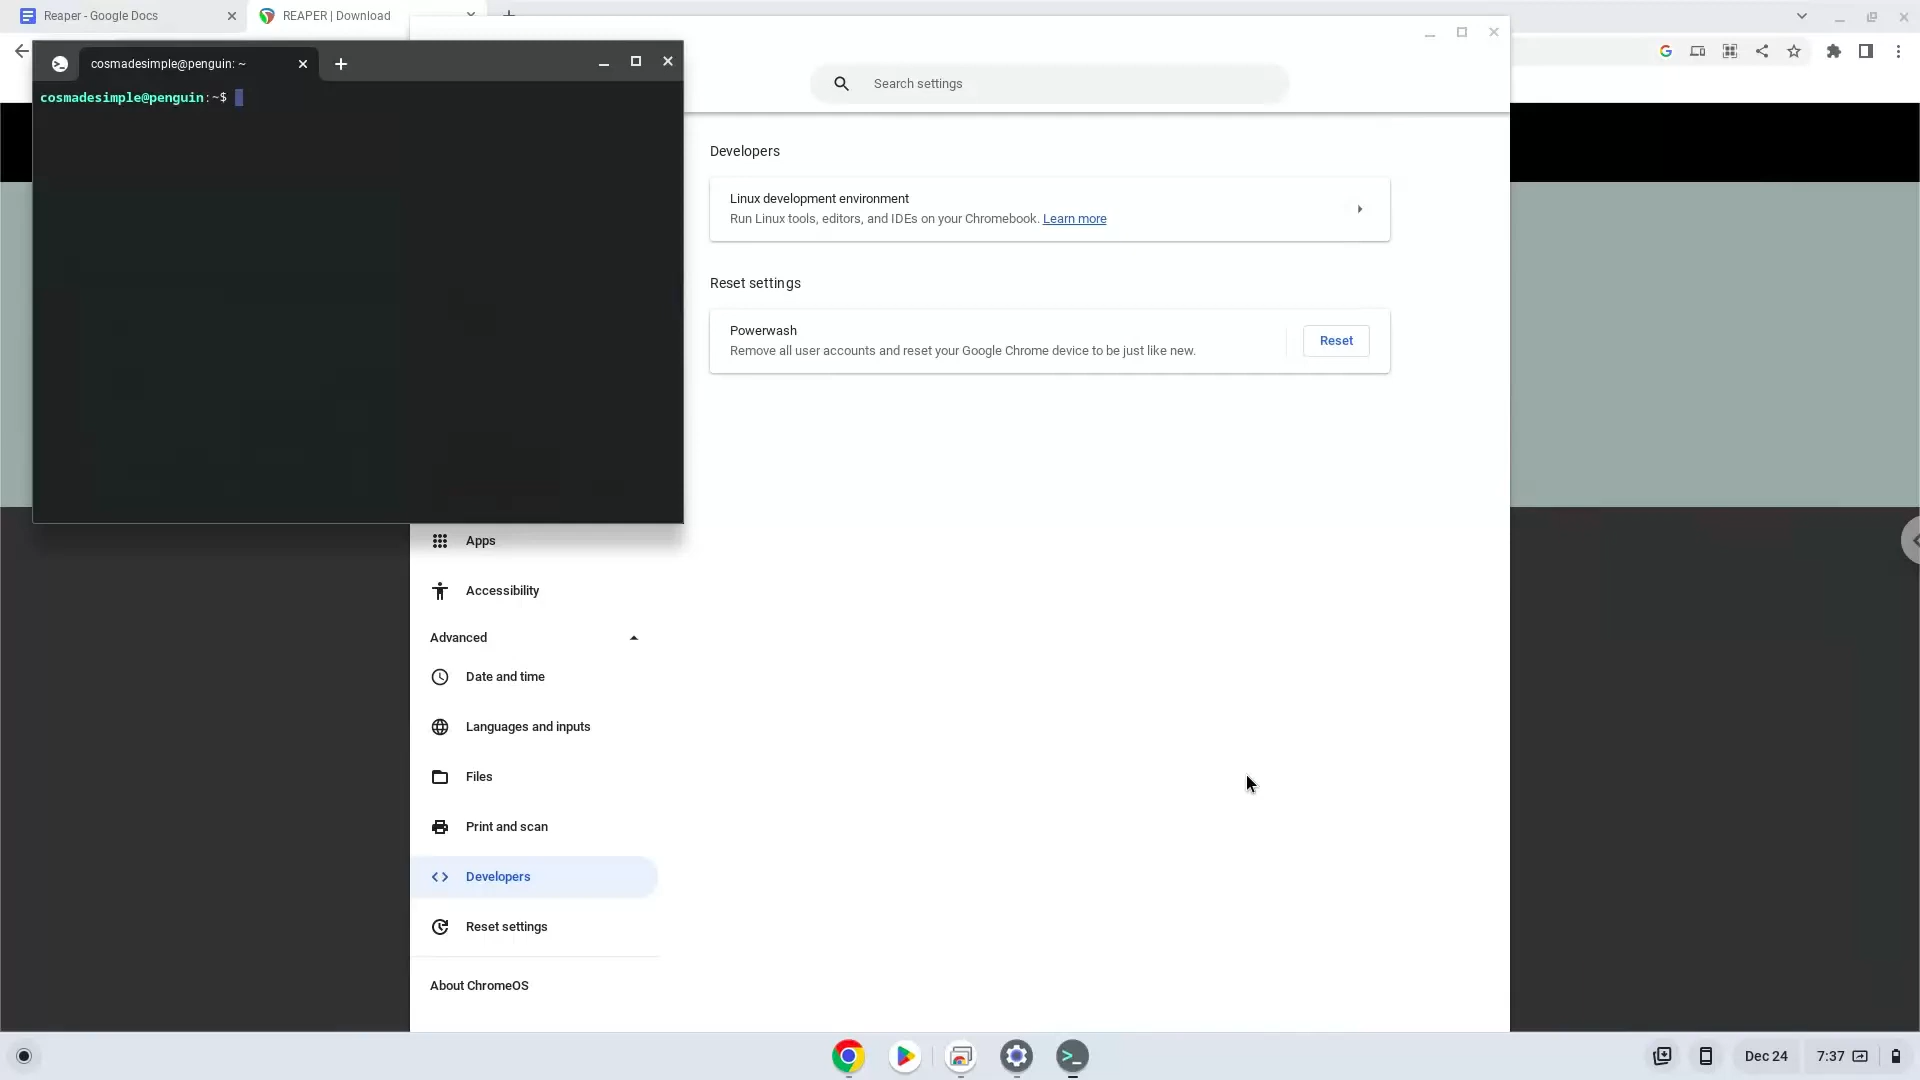 Reaper - Google Docs
REAPER | Download
cosmadesimple@penguin: ~
cosmadesimple@penguin:~$
Search settings
Developers
Linux development environment
Run Linux tools, editors, and IDEs on your Chromebook. Learn more
Reset settings
Powerwash
Remove all user accounts and reset your Google Chrome device to be just like new.
Reset
Apps
Accessibility
Advanced
Date and time
Languages and inputs
Files
Print and scan
Developers
Reset settings
About ChromeOS
Dec 24
7:37